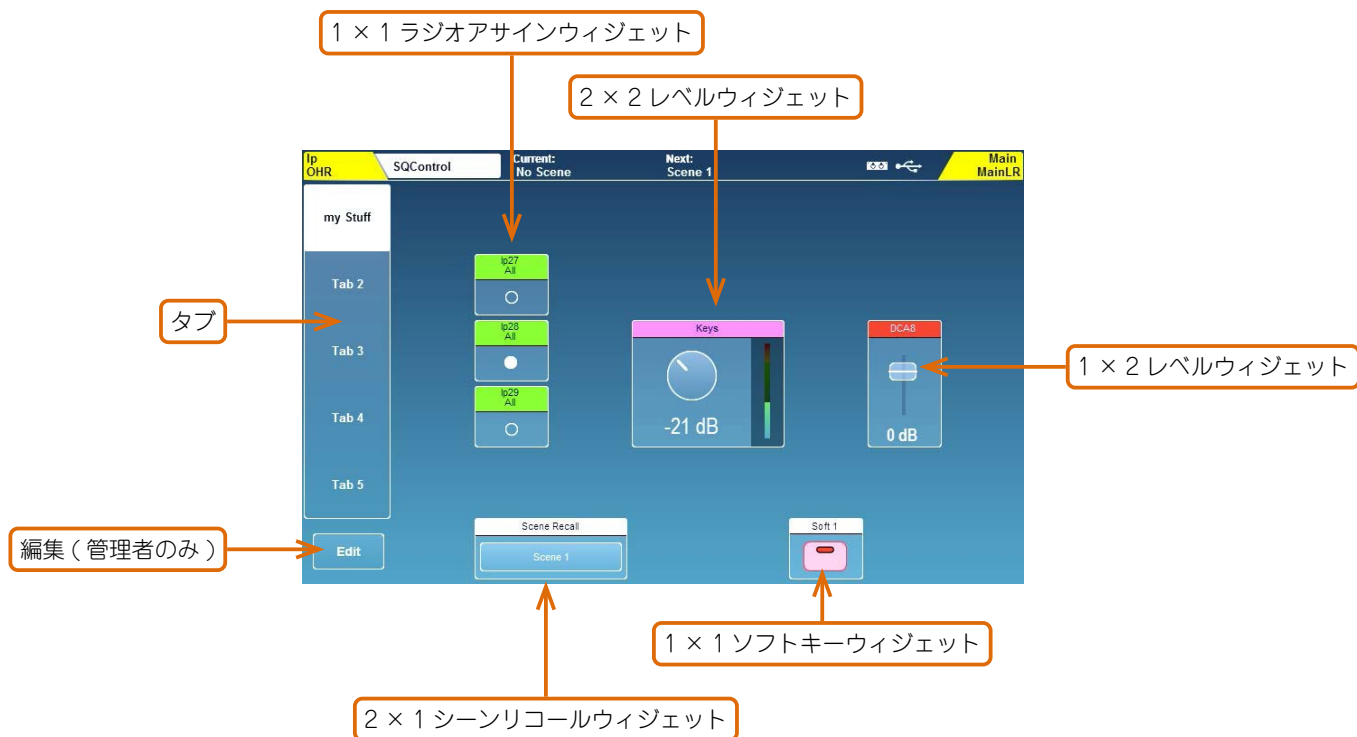 1 × 1 ラジオアサインウィジェット
2 × 2 レベルウィジェット
Ip
OHR
SQControl
Current:
No Scene
Next:
Scene 1
Main
MainLR
my Stuff
Tab 2
Tab 3
Tab 4
Tab 5
Edit
タブ
編集 ( 管理者のみ )
Ip27
All
Ip28
All
Ip29
All
Keys
-21 dB
DCA8
0 dB
1 × 2 レベルウィジェット
Scene Recall
Scene 1
Soft 1
1 × 1 ソフトキーウィジェット
2 × 1 シーンリコールウィジェット